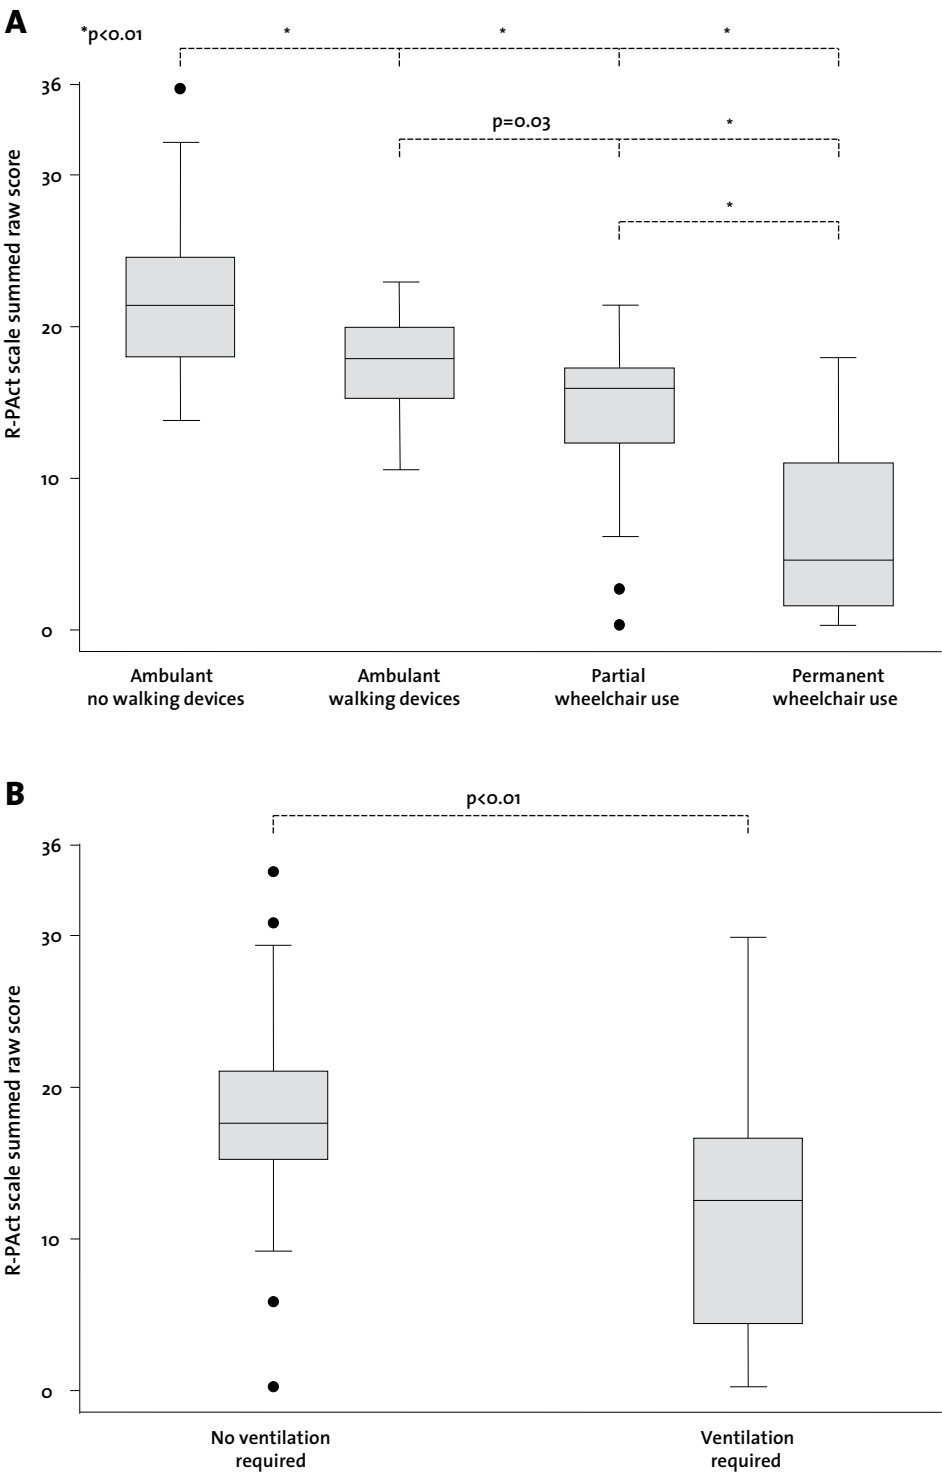 A
*p<0.01
* * *
36
p=0.03 *
30
*
20
10
0
R-PAct scale summed raw score
Ambulant
no walking devices
Ambulant
walking devices
Partial
wheelchair use
Permanent
wheelchair use
B
p<0.01
36
30
20
10
0
R-PAct scale summed raw score
No ventilation
required
Ventilation
required